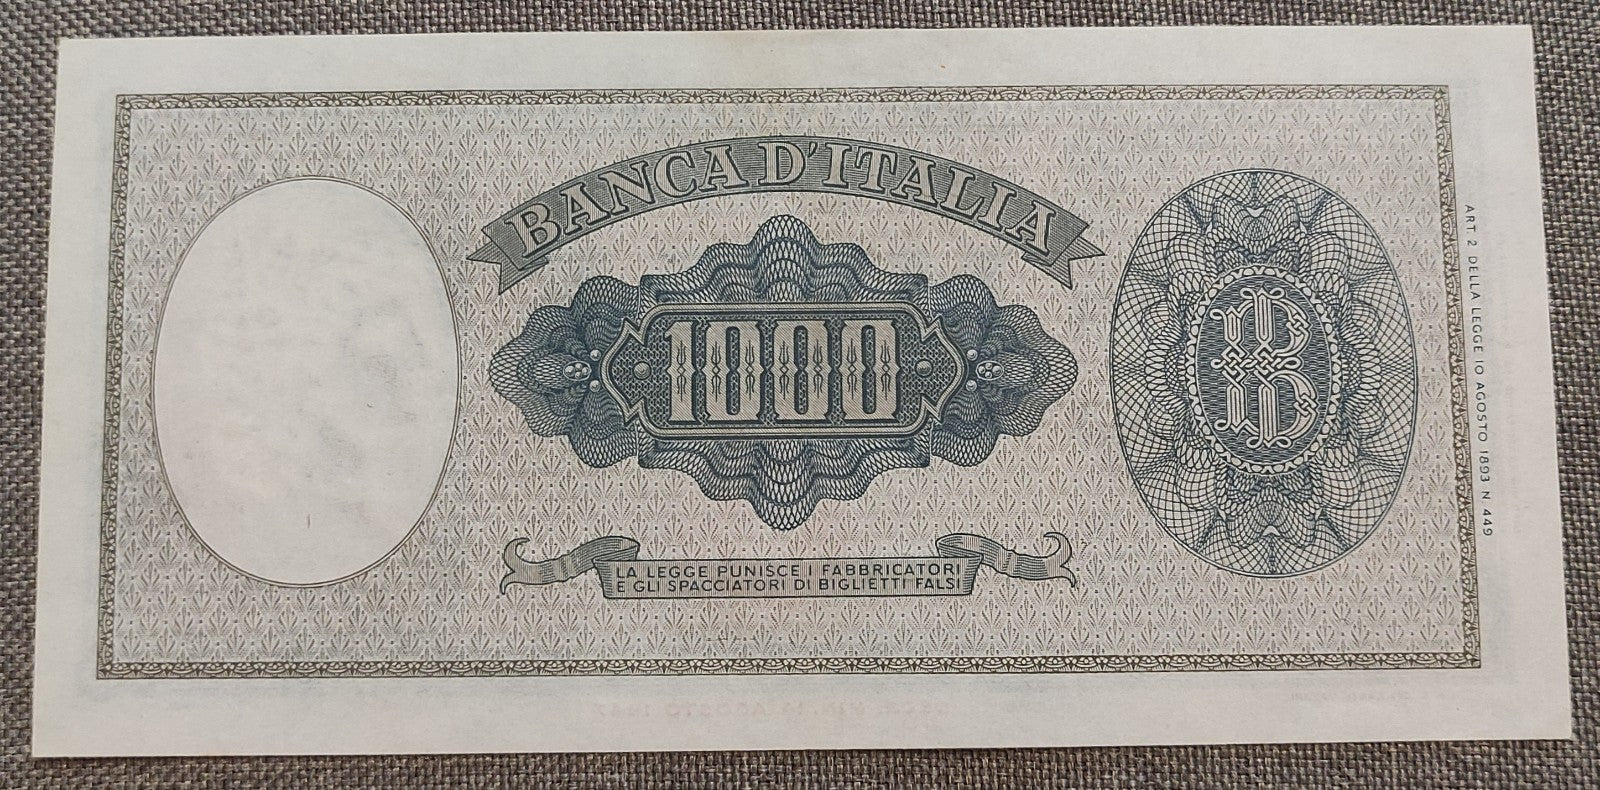 BANCA D'ITALIA
1000
LA LEGGE PUNISCE I FABBRICATORI
E GLI SPACCIATORI DI BIGLIETTI FALSI
ART. 2 DELLA LEGGE 10 AGOSTO 1893 N 449